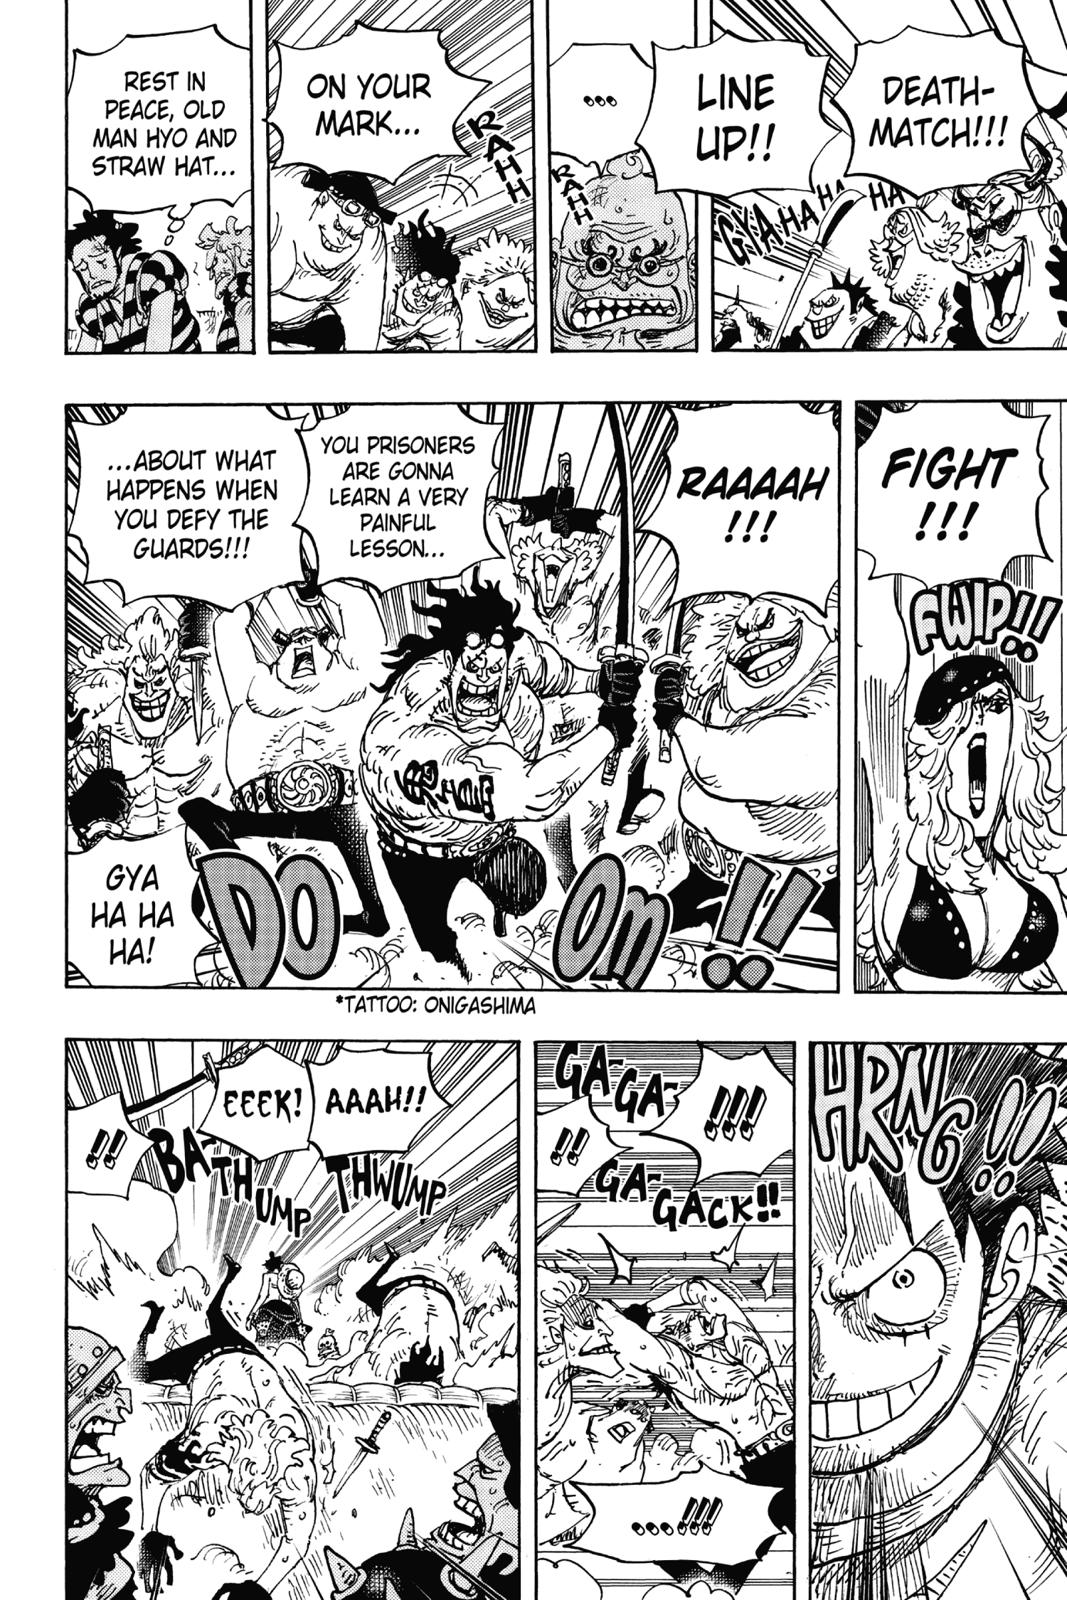 DEATH-
MATCH!!!
LINE
UP!!
...
GYA HA HA
HA
RAHH
ON YOUR
MARK...
RAHH
REST IN
PEACE, OLD
MAN HYO AND
STRAW HAT...
FIGHT
!!!
FWIP!!
RAAAAH
!!!
YOU PRISONERS
ARE GONNA
LEARN A VERY
PAINFUL
LESSON...
...ABOUT WHAT
HAPPENS WHEN
YOU DEFY THE
GUARDS!!!
GYA
HA HA
HA!
DOOM!!
*TATTOO: ONIGASHIMA
HRNG!!
!!!
!!
GA-
GA-
GA-
GACK!!
....!!!
AAAH!!
EEEK!
!!
BA-
THUMP
THWUMP